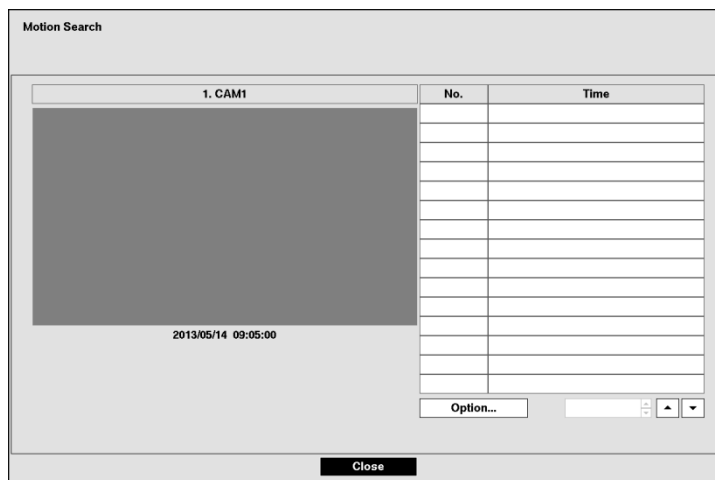 Motion Search
1. CAM1
No. Time
2013/05/14 09:05:00
Option...
Close